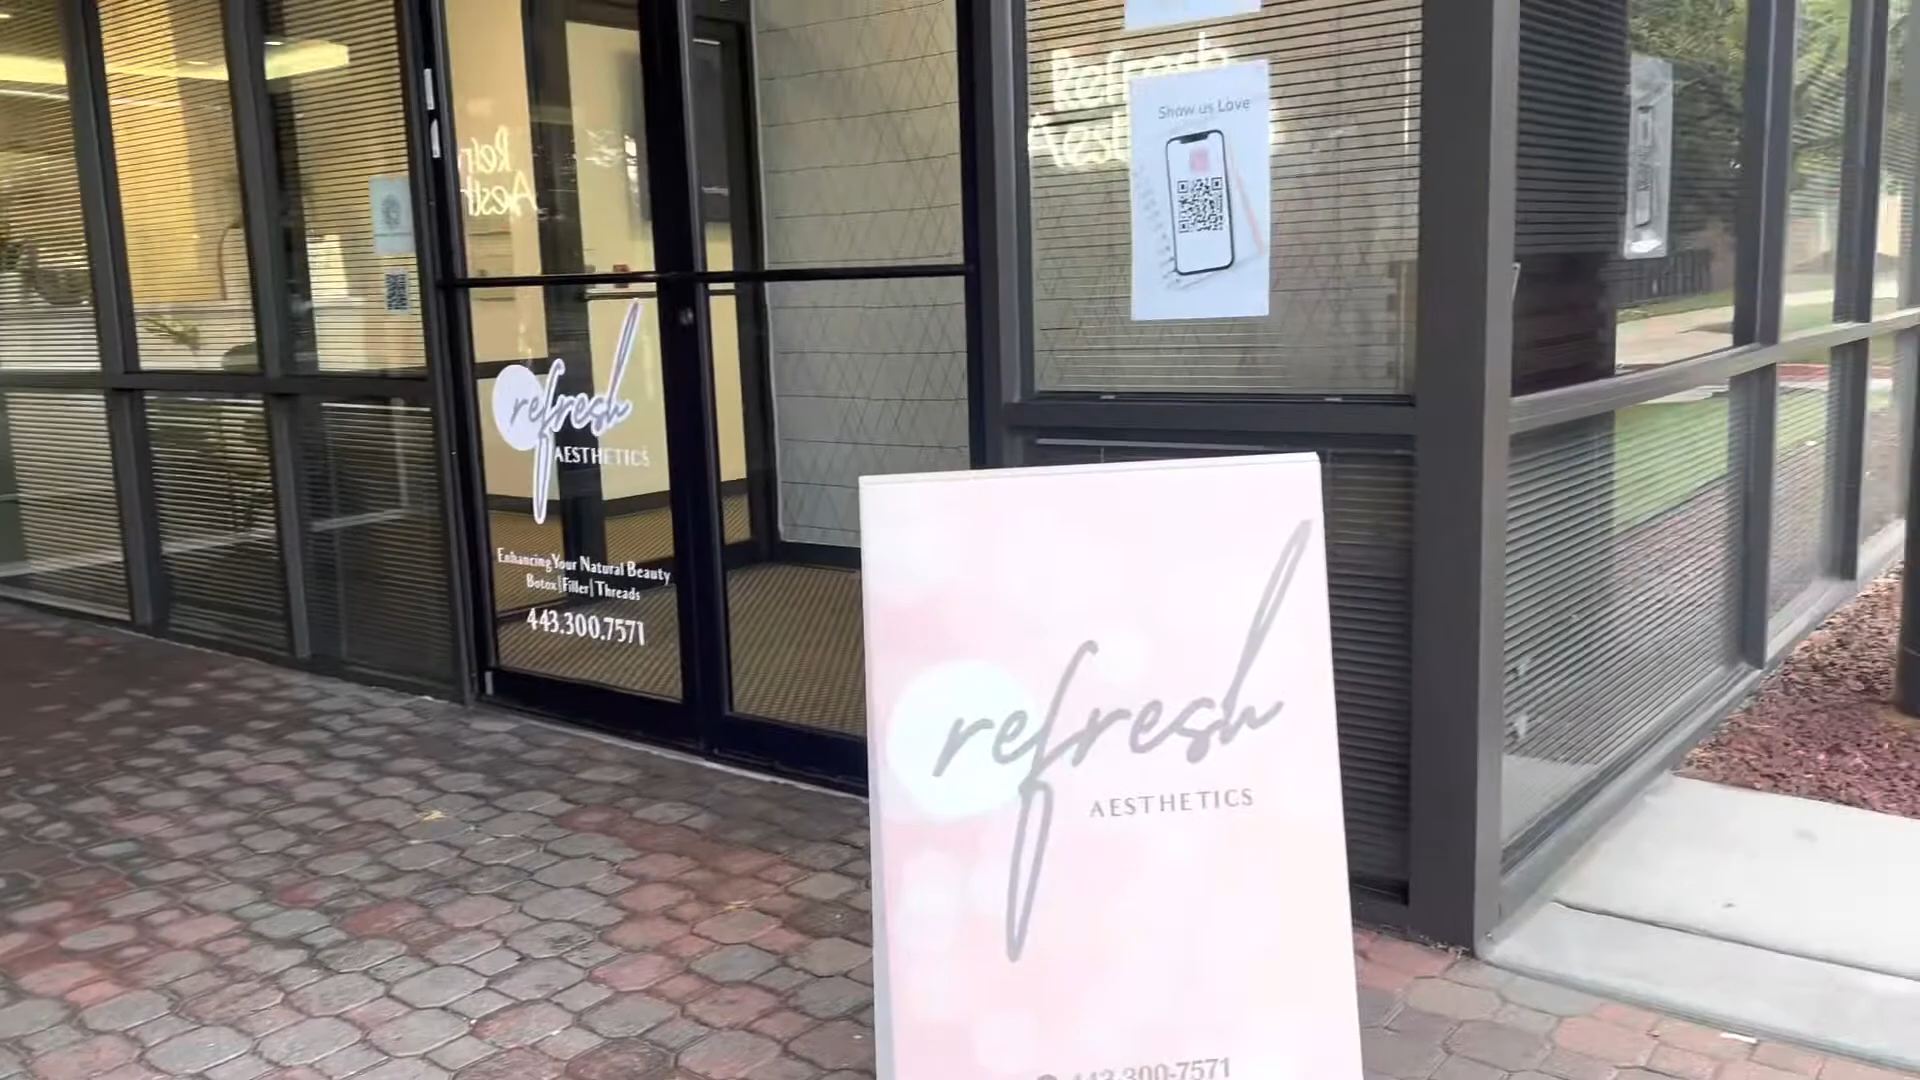 Refresh
Show us Love
refresh
AESTHETICS
Enhancing Your Natural Beauty
Botox | Filler | Threads
443.300.7571
refresh
AESTHETICS
443-300-7571